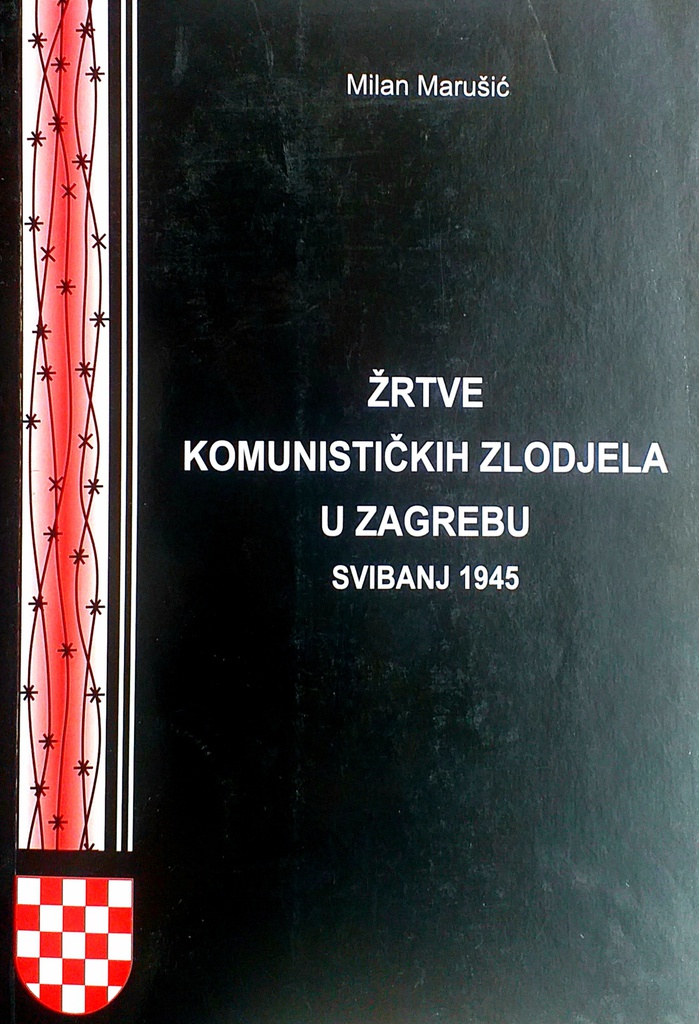 Milan Marušić
ŽRTVE
KOMUNISTIČKIH ZLODJELA
U ZAGREBU
SVIBANJ 1945